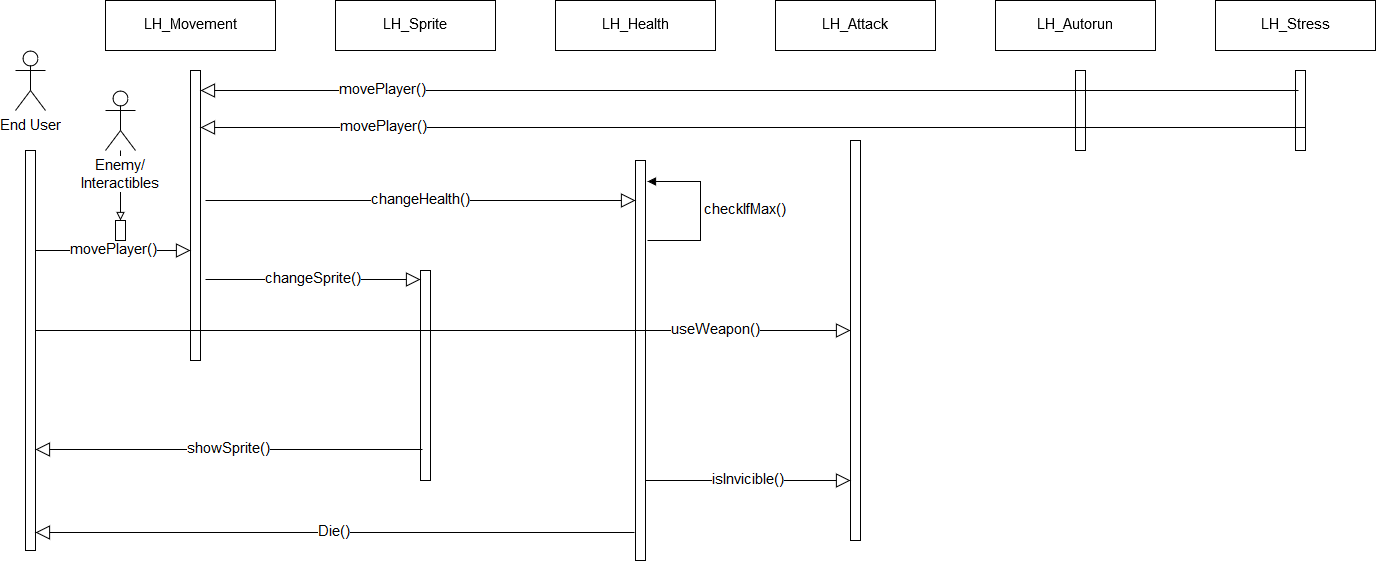 LH_Movement
LH_Sprite
LH_Health
LH_Attack
LH_Autorun
LH_Stress
End User
Enemy/
Interactibles
movePlayer()
movePlayer()
changeHealth()
checkIfMax()
movePlayer()
changeSprite()
useWeapon()
showSprite()
isInvicible()
Die()